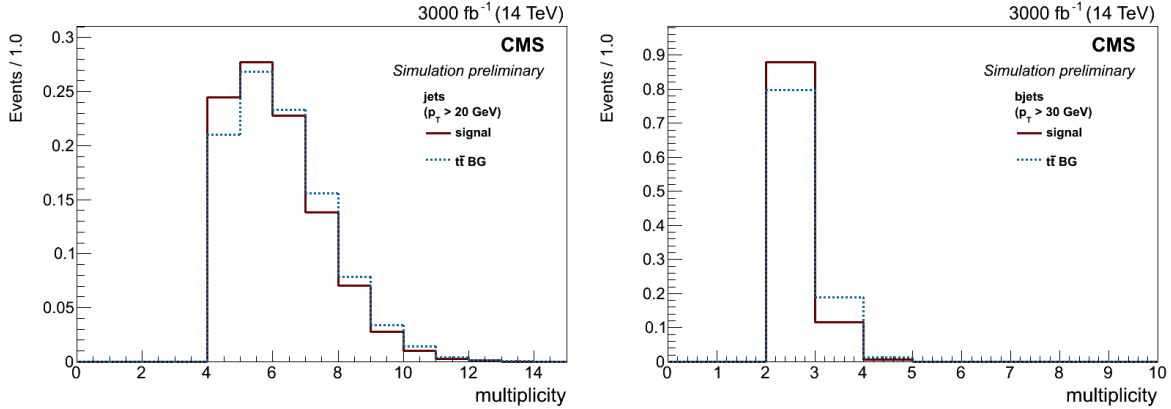 3000 fb⁻¹ (14 TeV)
Events / 1.0
0.3
0.25
0.2
0.15
0.1
0.05
0
CMS
Simulation preliminary
jets
(p_T > 20 GeV)
signal
tt̄ BG
0 2 4 6 8 10 12 14
multiplicity
3000 fb⁻¹ (14 TeV)
Events / 1.0
0.9
0.8
0.7
0.6
0.5
0.4
0.3
0.2
0.1
0
CMS
Simulation preliminary
bjets
(p_T > 30 GeV)
signal
tt̄ BG
0 1 2 3 4 5 6 7 8 9 10
multiplicity